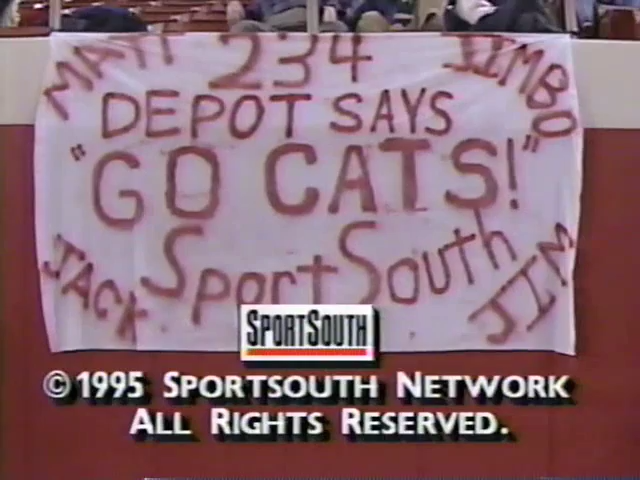 MATT 234 JIMBO
DEPOT SAYS
"GO CATS!"
SportSouth
JACK
JIM
SPORTSOUTH
© 1995 SPORTSOUTH NETWORK
ALL RIGHTS RESERVED.